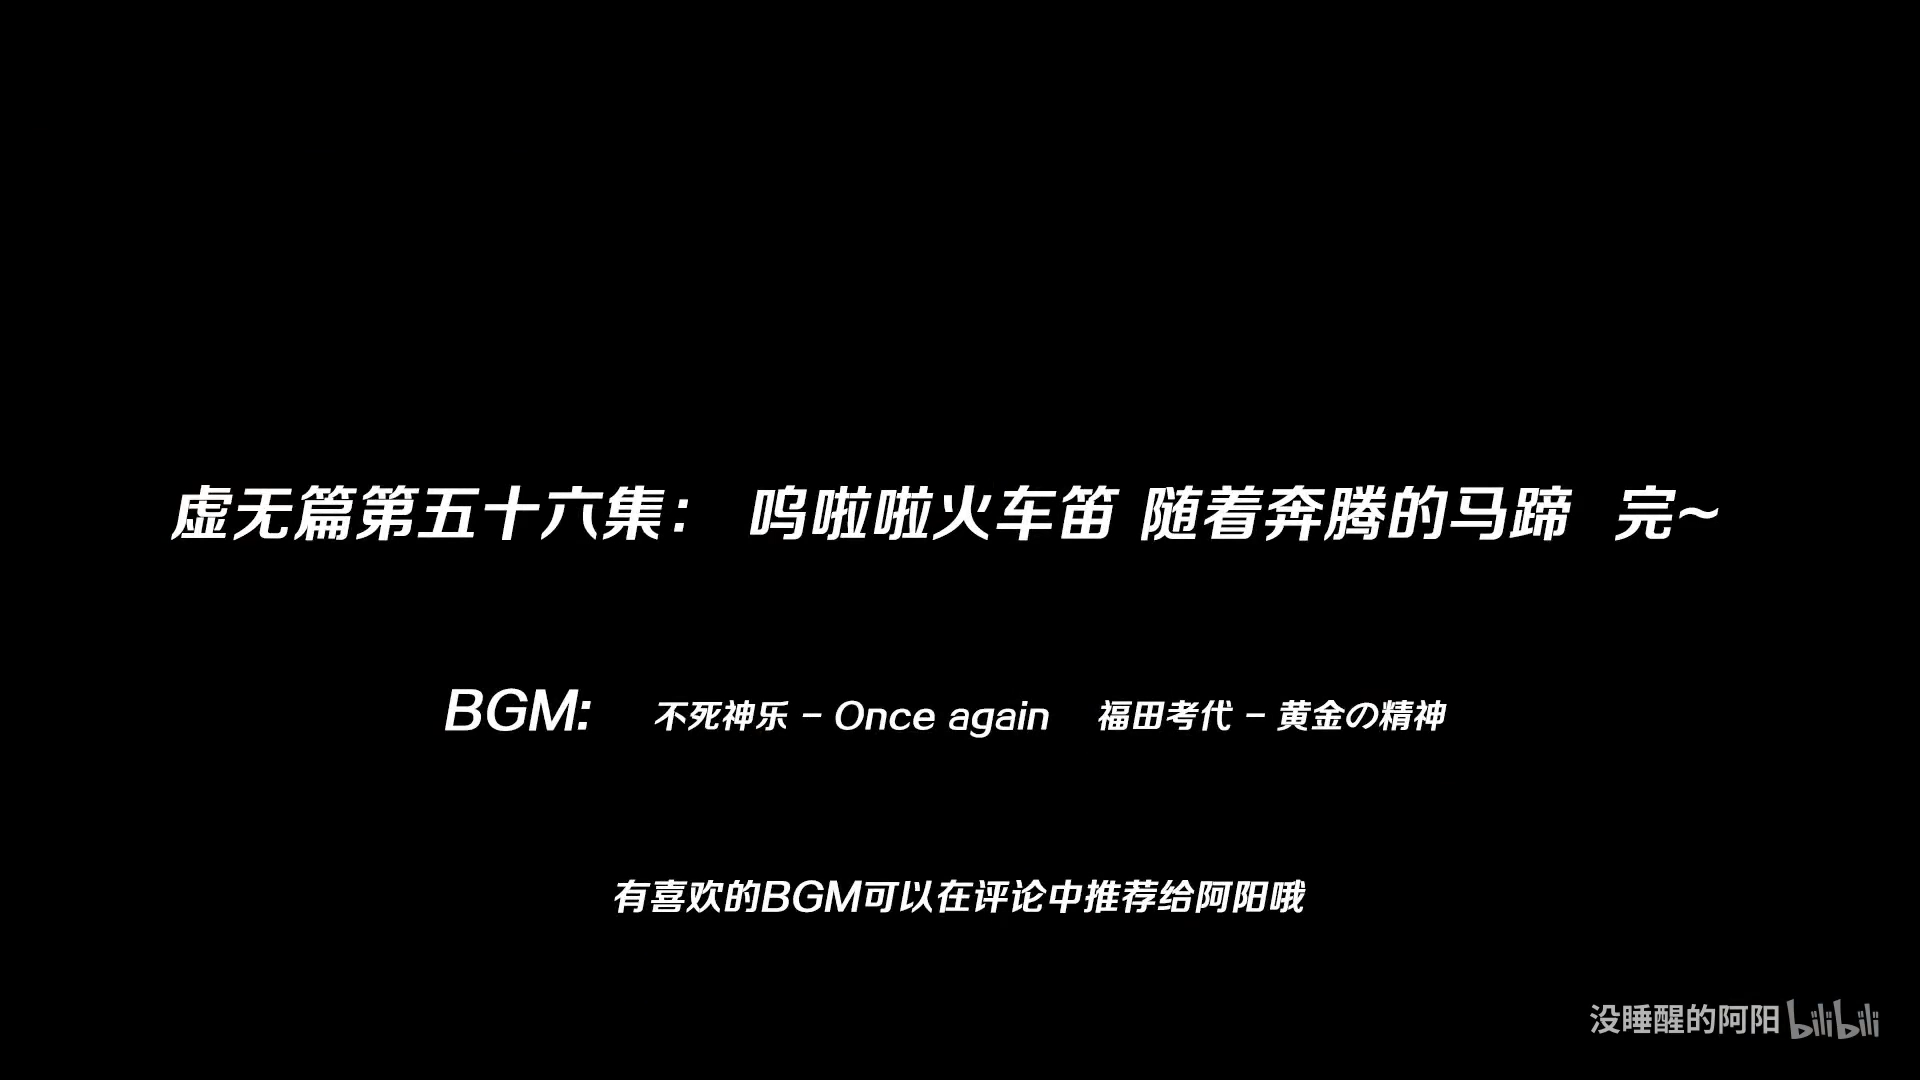 虚无篇第五十六集： 呜啦啦火车笛 随着奔腾的马蹄 完~
BGM: 不死神乐 - Once again 福田考代 - 黄金の精神
有喜欢的BGM可以在评论中推荐给阿阳哦
没睡醒的阿阳 bilibili